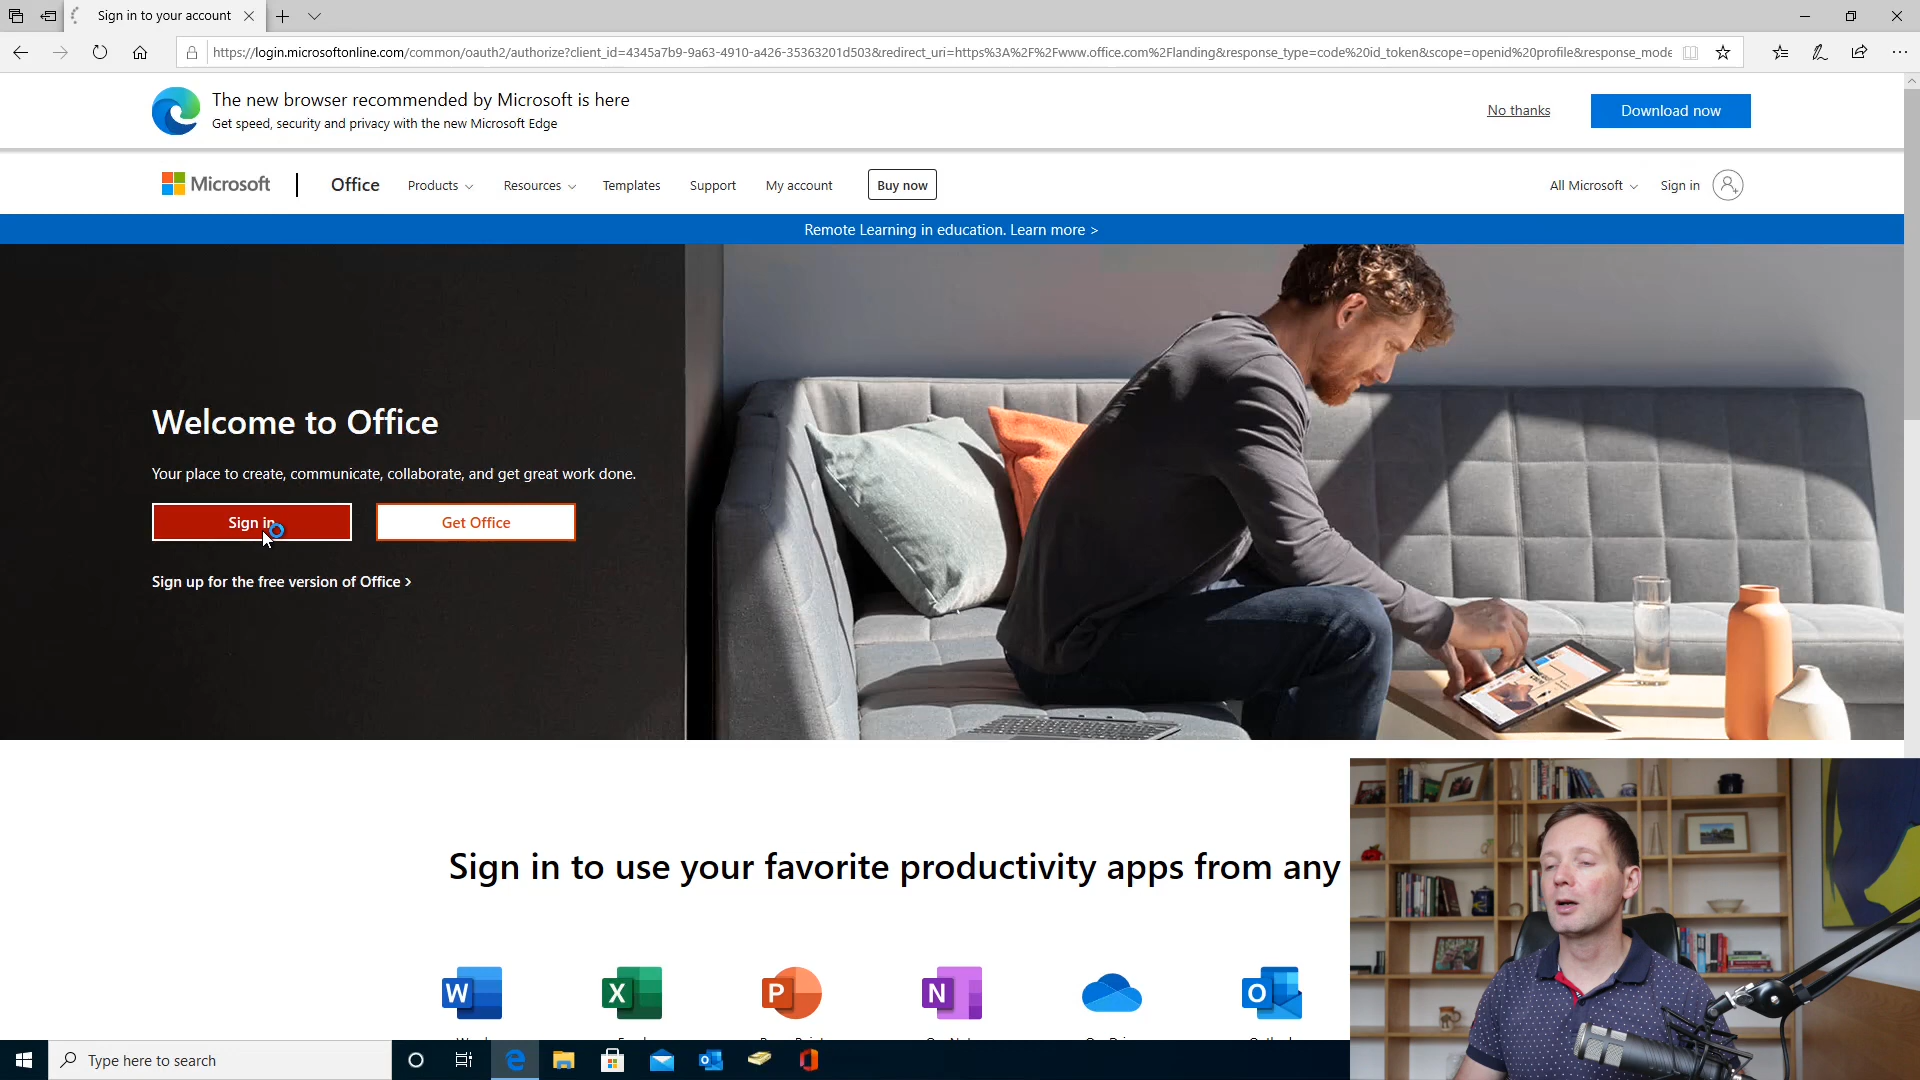 Sign in to your account
https://login.microsoftonline.com/common/oauth2/authorize?client_id=4345a7b9-9a63-4910-a426-35363201d503&redirect_uri=https%3A%2F%2Fwww.office.com%2Flanding&response_type=code%20id_token&scope=openid%20profile&response_mode
The new browser recommended by Microsoft is here
Get speed, security and privacy with the new Microsoft Edge
No thanks
Download now
Microsoft
Office
Products
Resources
Templates
Support
My account
Buy now
All Microsoft
Sign in
Remote Learning in education. Learn more >
Welcome to Office
Your place to create, communicate, collaborate, and get great work done.
Sign in
Get Office
Sign up for the free version of Office >
Sign in to use your favorite productivity apps from any
W
X
P
N
O
Type here to search